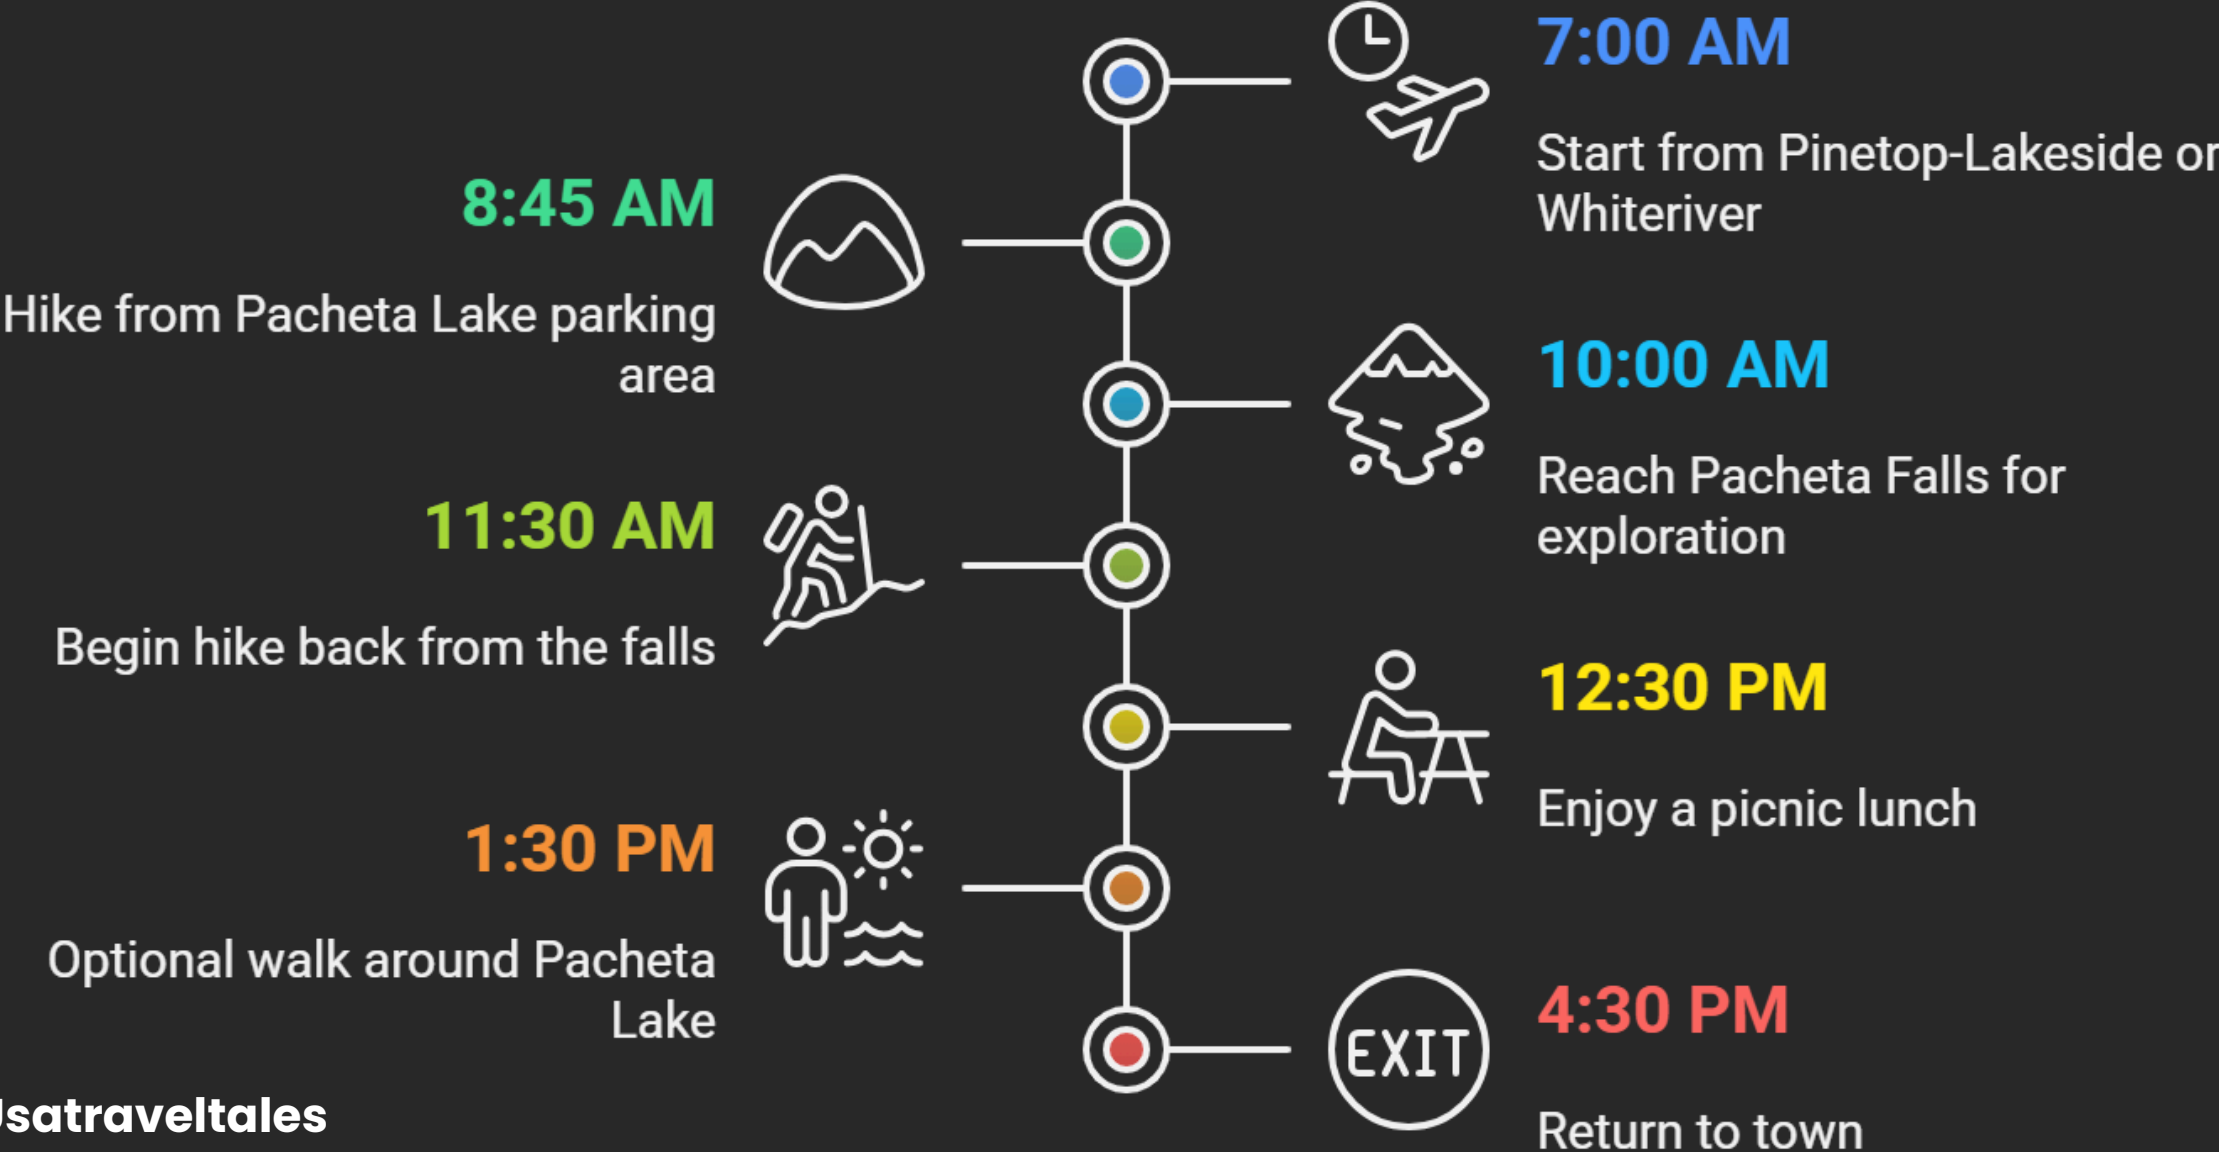 7:00 AM
Start from Pinetop-Lakeside or
Whiteriver
8:45 AM
Hike from Pacheta Lake parking
area
10:00 AM
Reach Pacheta Falls for
exploration
11:30 AM
Begin hike back from the falls
12:30 PM
Enjoy a picnic lunch
1:30 PM
Optional walk around Pacheta
Lake
EXIT
4:30 PM
Return to town
Usatraveltales